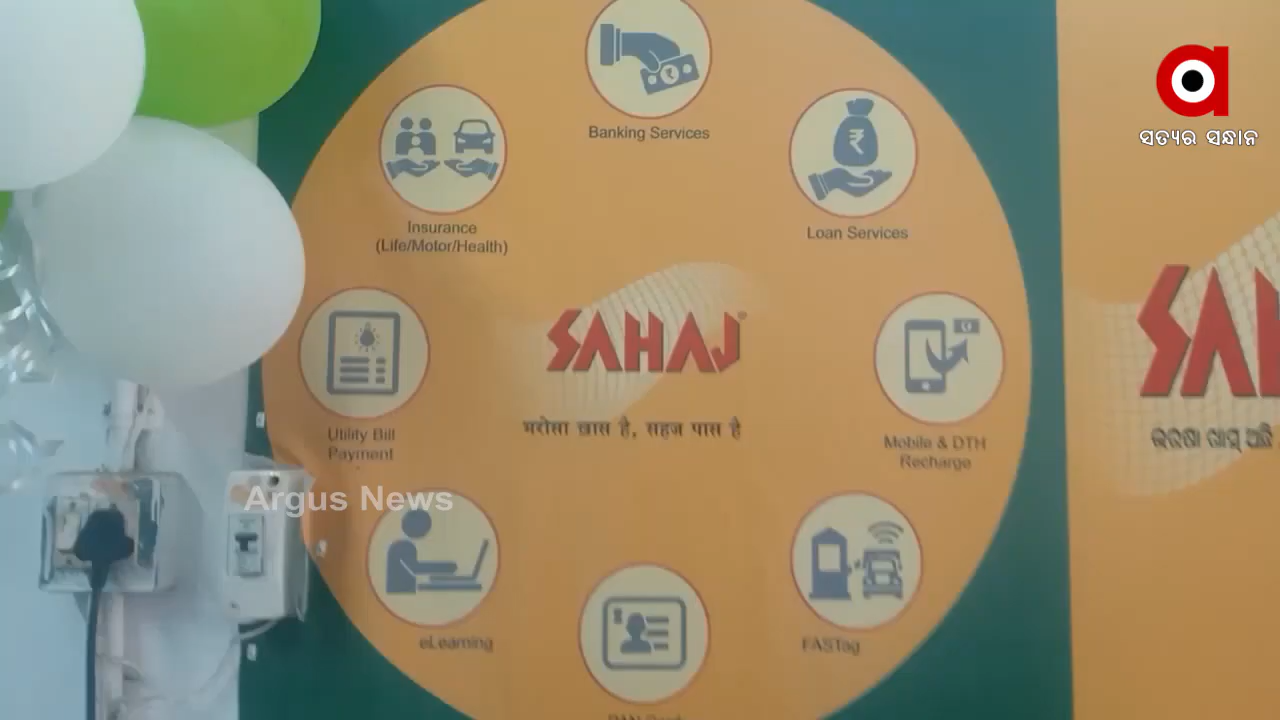 Banking Services
ସତ୍ୟର ସନ୍ଧାନ
Insurance
(Life/Motor/Health)
Loan Services
SAHAJ®
भरोसा ख़ास है, सहज पास है
Utility Bill
Payment
Mobile & DTH
Recharge
Argus News
eLearning
FASTag